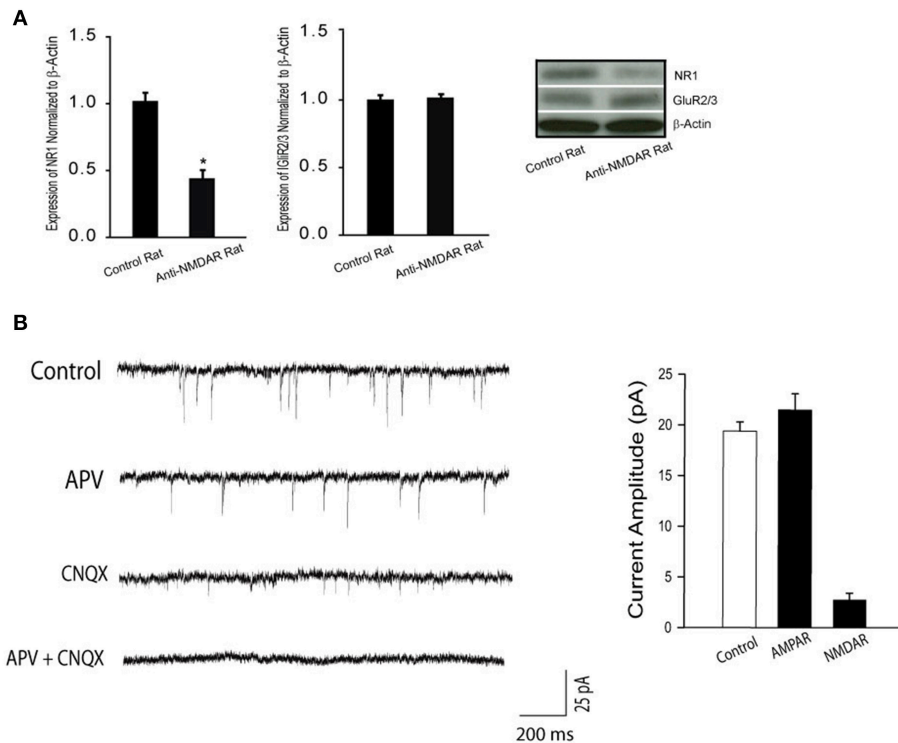 A
Expression of NR1 Normalized to β-Actin
1.5
1.0
0.5
0.0
*
Control Rat
Anti-NMDAR Rat
Expression of IGliR2/3 Normalized to β-Actin
1.5
1.0
0.5
0.0
Control Rat
Anti-NMDAR Rat
NR1
GluR2/3
β-Actin
Control Rat
Anti-NMDAR Rat
B
Control
APV
CNQX
APV + CNQX
25 pA
200 ms
Current Amplitude (pA)
25
20
15
10
5
0
Control
AMPAR
NMDAR